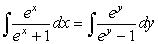 ∫ e^x / (e^x + 1) dx = ∫ e^y / (e^y − 1) dy